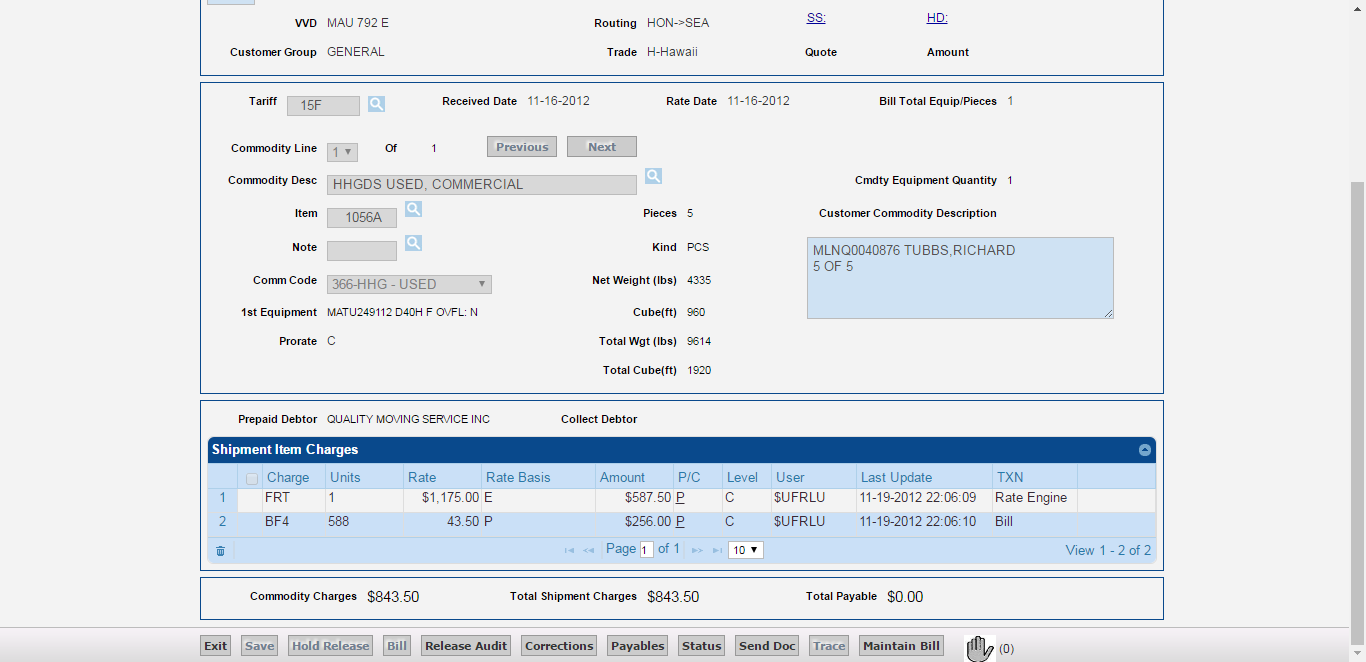 VVD MAU 792 E Routing HON->SEA SS: HD:
Customer Group GENERAL Trade H-Hawaii Quote Amount
Tariff 15F Received Date 11-16-2012 Rate Date 11-16-2012 Bill Total Equip/Pieces 1
Commodity Line 1 Of 1 Previous Next
Commodity Desc HHGDS USED, COMMERCIAL Cmdty Equipment Quantity 1
Item 1056A Pieces 5 Customer Commodity Description
Note Kind PCS MLNQ0040876 TUBBS,RICHARD
5 OF 5
Comm Code 366-HHG - USED Net Weight (lbs) 4335
1st Equipment MATU249112 D40H F OVFL: N Cube(ft) 960
Prorate C Total Wgt (lbs) 9614
Total Cube(ft) 1920
Prepaid Debtor QUALITY MOVING SERVICE INC Collect Debtor
Shipment Item Charges
Charge Units Rate Rate Basis Amount P/C Level User Last Update TXN
1 FRT 1 $1,175.00 E $587.50 P C $UFRLU 11-19-2012 22:06:09 Rate Engine
2 BF4 588 43.50 P $256.00 P C $UFRLU 11-19-2012 22:06:10 Bill
Page 1 of 1 10 View 1 - 2 of 2
Commodity Charges $843.50 Total Shipment Charges $843.50 Total Payable $0.00
Exit Save Hold Release Bill Release Audit Corrections Payables Status Send Doc Trace Maintain Bill (0)